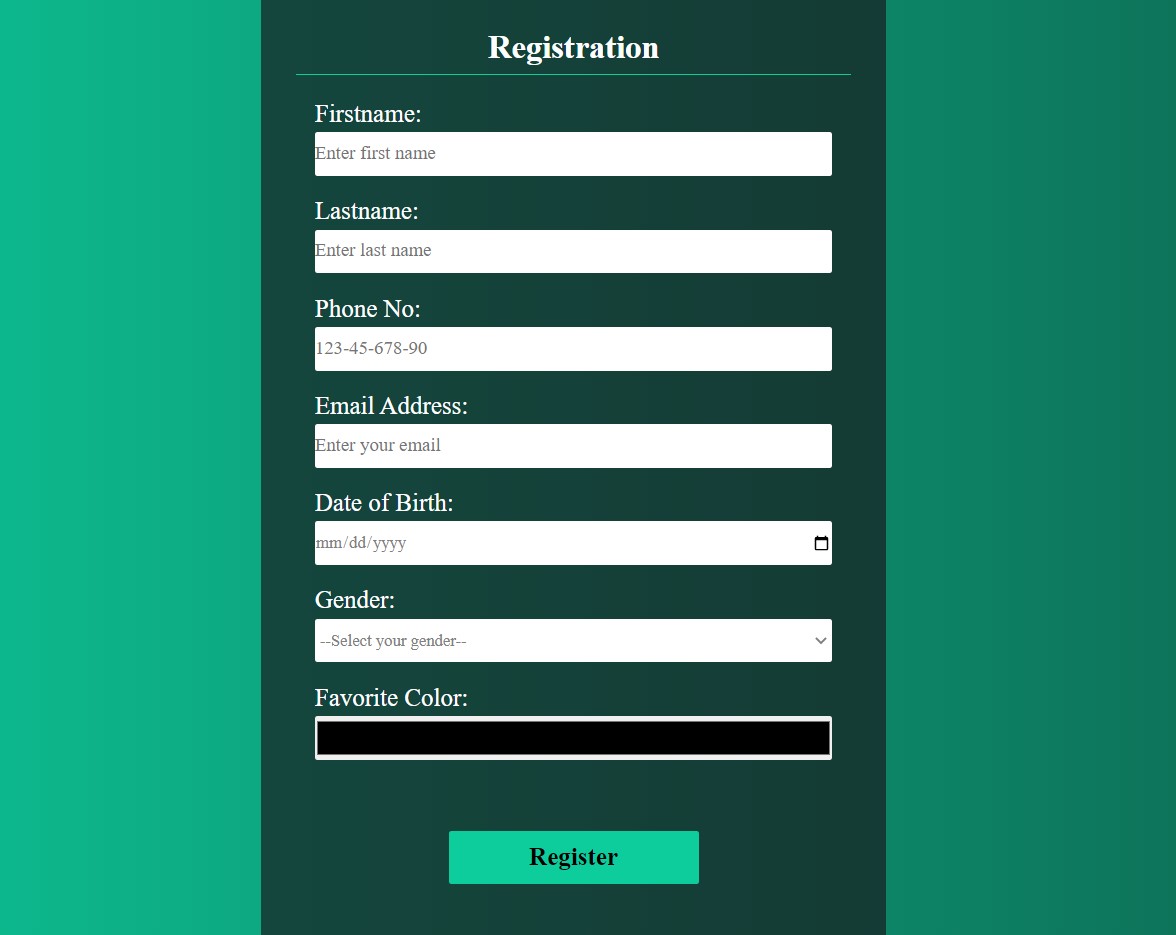 Registration
Firstname:
Enter first name
Lastname:
Enter last name
Phone No:
123-45-678-90
Email Address:
Enter your email
Date of Birth:
mm/dd/yyyy
Gender:
--Select your gender--
Favorite Color:
Register